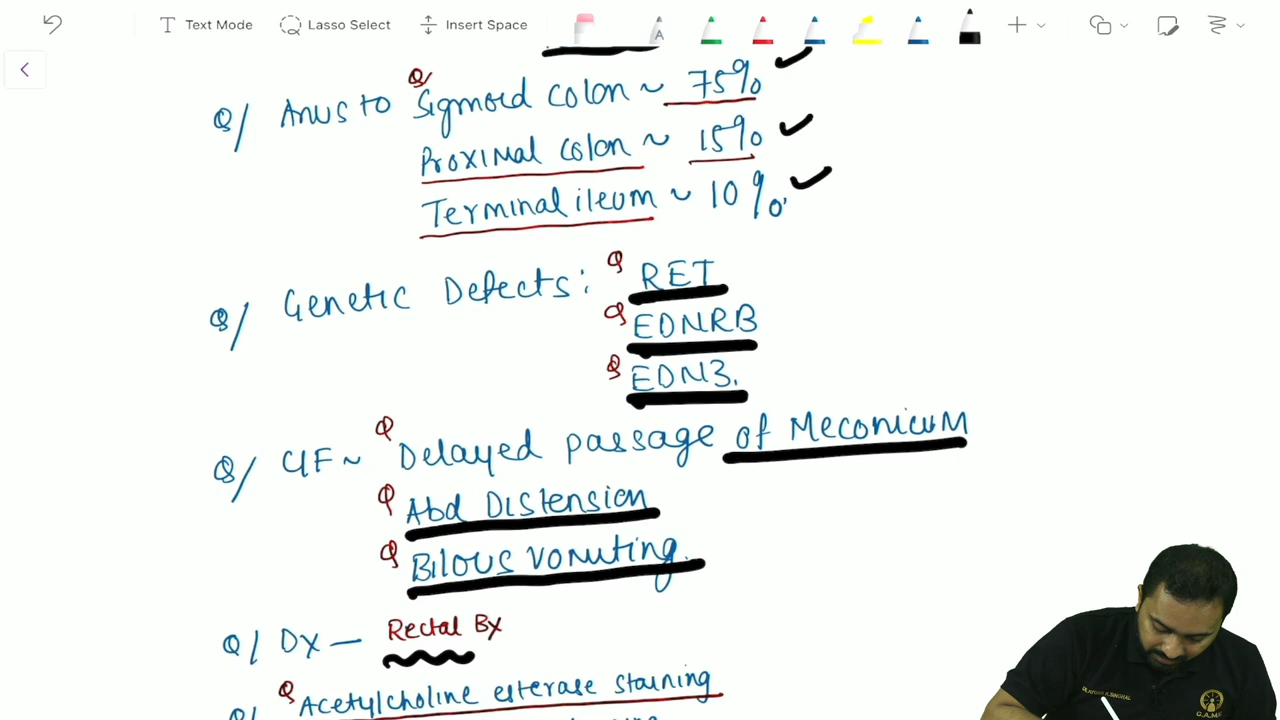 Text Mode Lasso Select Insert Space
A
Q/ Anus to Sigmoid colon ~ 75%
Q
Proximal colon ~ 15%
Terminal ileum ~ 10%
Q/ Genetic Defects: Q RET
Q EDNRB
Q EDN3.
Q/ C/F ~ Q Delayed passage of Meconium
Q Abd Distension
Q Bilous vomiting.
Q/ Dx — Rectal Bx
Q/ Q Acetylcholine esterase staining
G.A.M.S